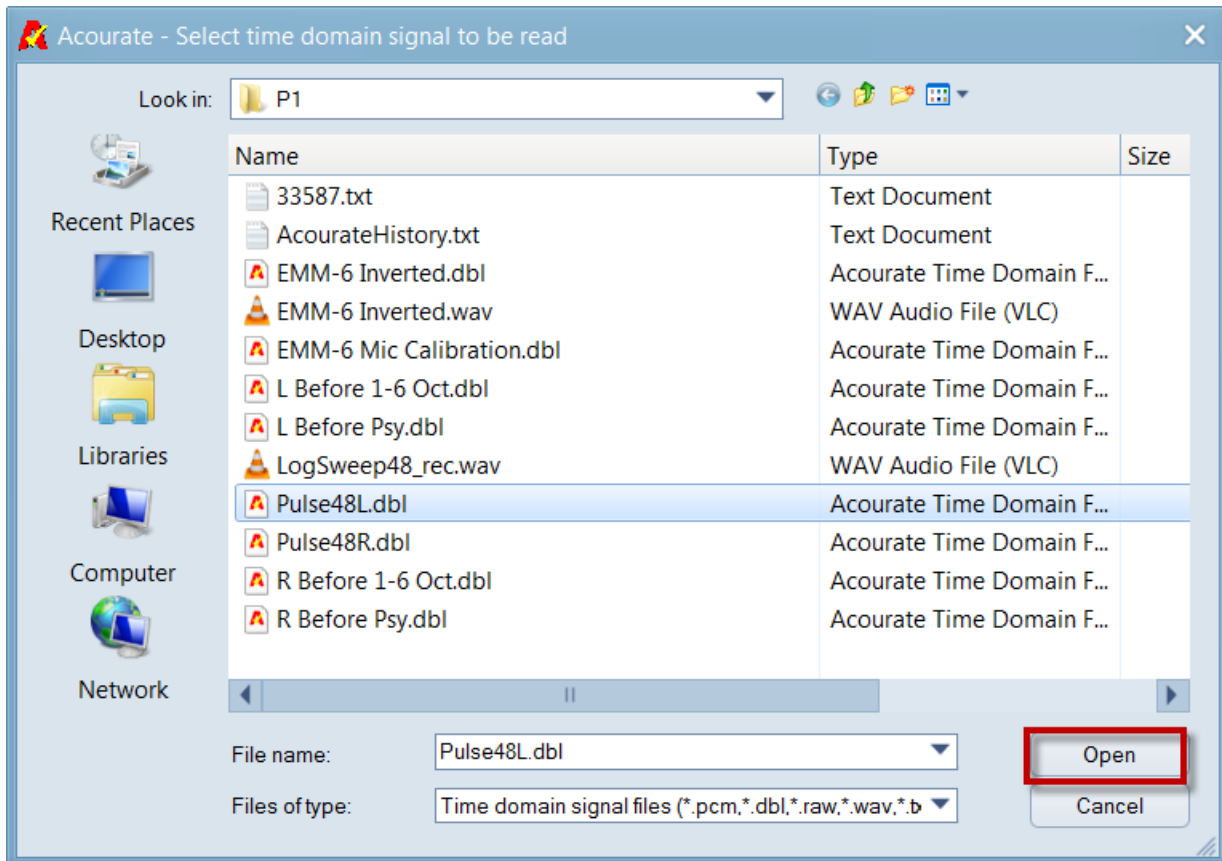 Acourate - Select time domain signal to be read
Look in: P1
Recent Places
Desktop
Libraries
Computer
Network
Name Type Size
33587.txt Text Document
AcourateHistory.txt Text Document
EMM-6 Inverted.dbl Acourate Time Domain F...
EMM-6 Inverted.wav WAV Audio File (VLC)
EMM-6 Mic Calibration.dbl Acourate Time Domain F...
L Before 1-6 Oct.dbl Acourate Time Domain F...
L Before Psy.dbl Acourate Time Domain F...
LogSweep48_rec.wav WAV Audio File (VLC)
Pulse48L.dbl Acourate Time Domain F...
Pulse48R.dbl Acourate Time Domain F...
R Before 1-6 Oct.dbl Acourate Time Domain F...
R Before Psy.dbl Acourate Time Domain F...
File name: Pulse48L.dbl Open
Files of type: Time domain signal files (*.pcm,*.dbl,*.raw,*.wav,*.t Cancel